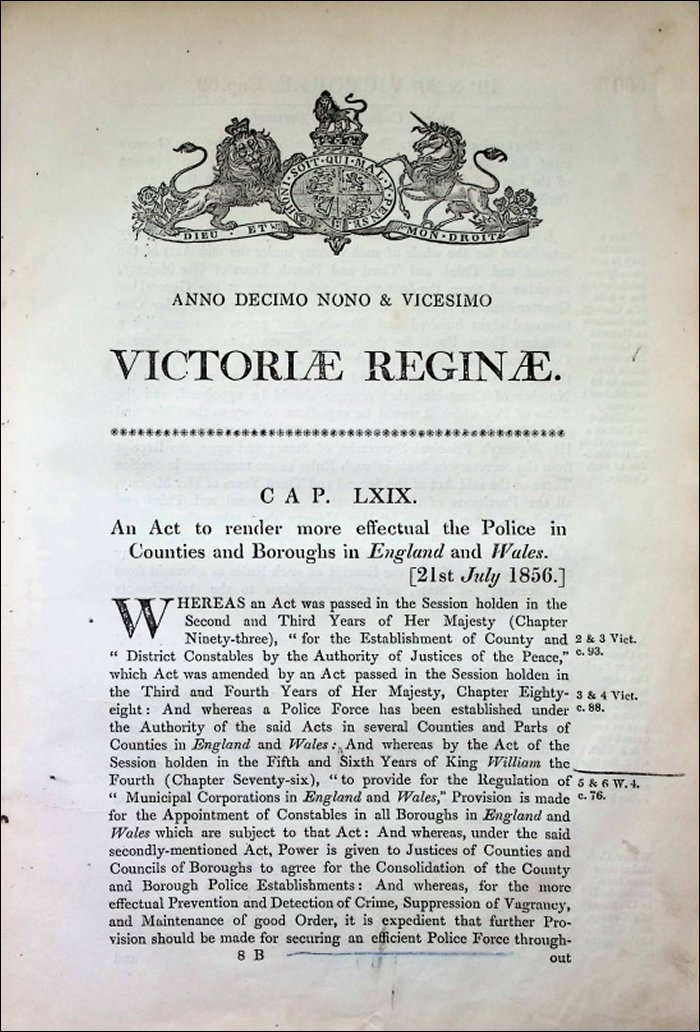 HONI · SOIT · QUI · MAL · Y · PENSE
DIEU · ET MON · DROIT
ANNO DECIMO NONO & VICESIMO
VICTORIÆ REGINÆ.
CAP. LXIX.
An Act to render more effectual the Police in
Counties and Boroughs in England and Wales.
[21st July 1856.]
WHEREAS an Act was passed in the Session holden in the
Second and Third Years of Her Majesty (Chapter
Ninety-three), “ for the Establishment of County and
“ District Constables by the Authority of Justices of the Peace,”
which Act was amended by an Act passed in the Session holden in
the Third and Fourth Years of Her Majesty, Chapter Eighty-
eight: And whereas a Police Force has been established under
the Authority of the said Acts in several Counties and Parts of
Counties in England and Wales: And whereas by the Act of the
Session holden in the Fifth and Sixth Years of King William the
Fourth (Chapter Seventy-six), “ to provide for the Regulation of
“ Municipal Corporations in England and Wales,” Provision is made
for the Appointment of Constables in all Boroughs in England and
Wales which are subject to that Act: And whereas, under the said
secondly-mentioned Act, Power is given to Justices of Counties and
Councils of Boroughs to agree for the Consolidation of the County
and Borough Police Establishments: And whereas, for the more
effectual Prevention and Detection of Crime, Suppression of Vagrancy,
and Maintenance of good Order, it is expedient that further Pro-
vision should be made for securing an efficient Police Force through-
8 B out
2 & 3 Vict.
c. 93.
3 & 4 Vict.
c. 88.
5 & 6 W. 4.
c. 76.